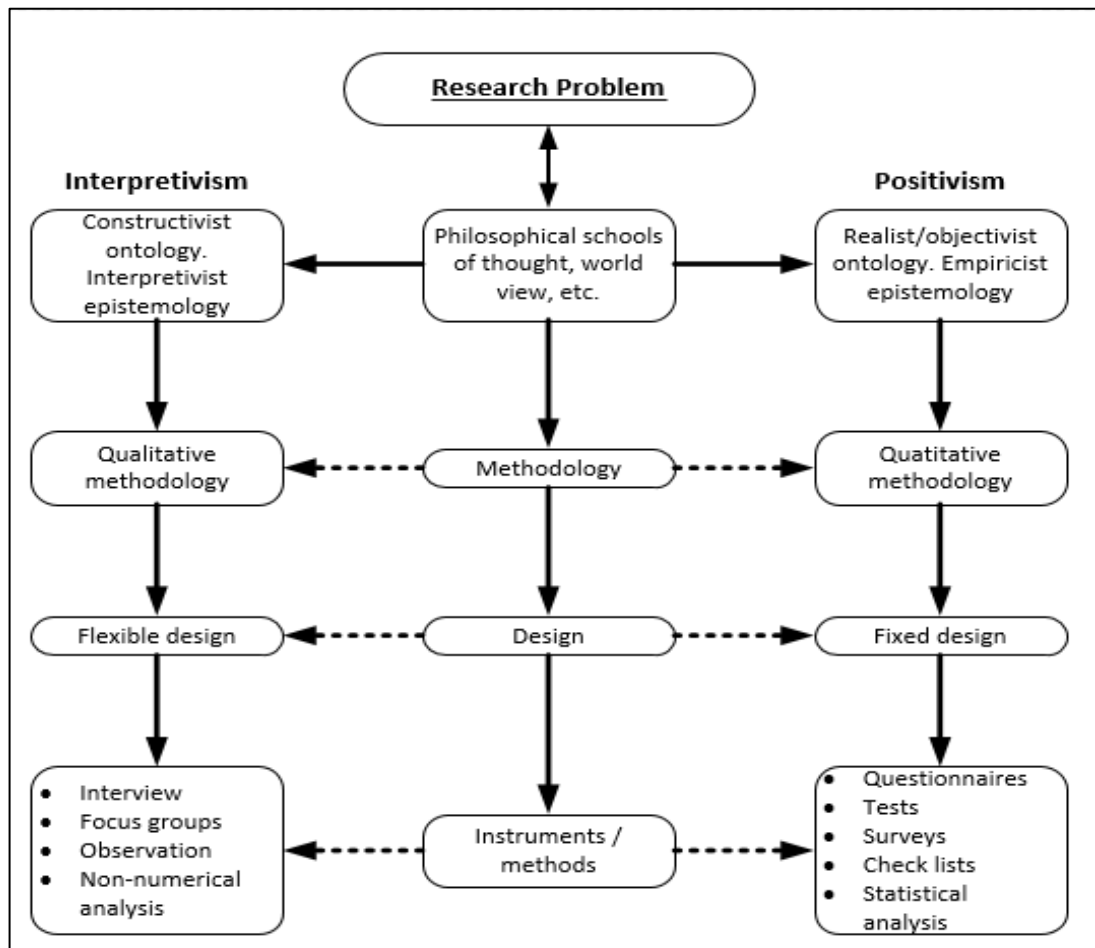 Research Problem
Interpretivism
Positivism
Constructivist
ontology.
Interpretivist
epistemology
Philosophical schools
of thought, world
view, etc.
Realist/objectivist
ontology. Empiricist
epistemology
Qualitative
methodology
Methodology
Quatitative
methodology
Flexible design
Design
Fixed design
• Interview
• Focus groups
• Observation
• Non-numerical
analysis
Instruments /
methods
• Questionnaires
• Tests
• Surveys
• Check lists
• Statistical
analysis